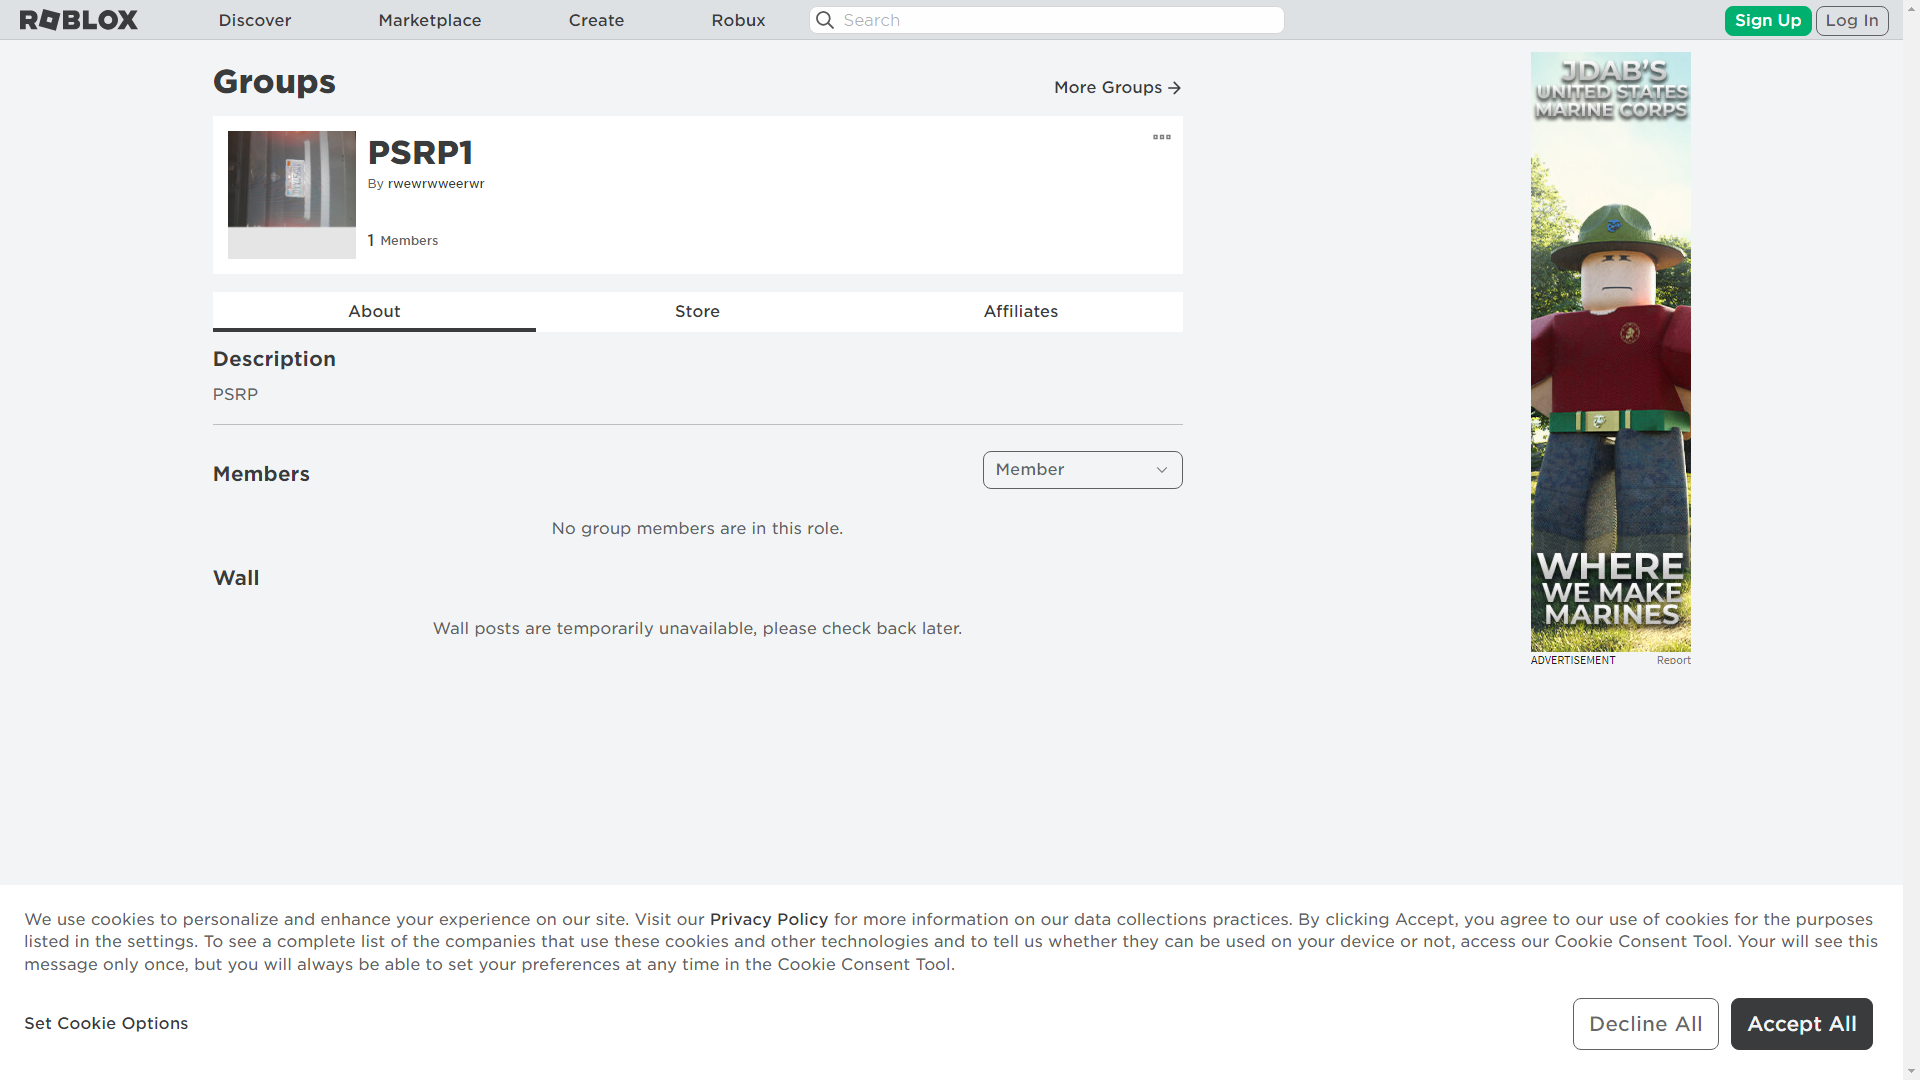 ROBLOX
Discover
Marketplace
Create
Robux
Search
Sign Up
Log In
Groups
More Groups
PSRP1
By rwewrwweerwr
1 Members
About
Store
Affiliates
Description
PSRP
Members
Member
No group members are in this role.
Wall
Wall posts are temporarily unavailable, please check back later.
JDAB'S
UNITED STATES
MARINE CORPS
WHERE
WE MAKE
MARINES
ADVERTISEMENT
Report
We use cookies to personalize and enhance your experience on our site. Visit our Privacy Policy for more information on our data collections practices. By clicking Accept, you agree to our use of cookies for the purposes
listed in the settings. To see a complete list of the companies that use these cookies and other technologies and to tell us whether they can be used on your device or not, access our Cookie Consent Tool. Your will see this
message only once, but you will always be able to set your preferences at any time in the Cookie Consent Tool.
Set Cookie Options
Decline All
Accept All